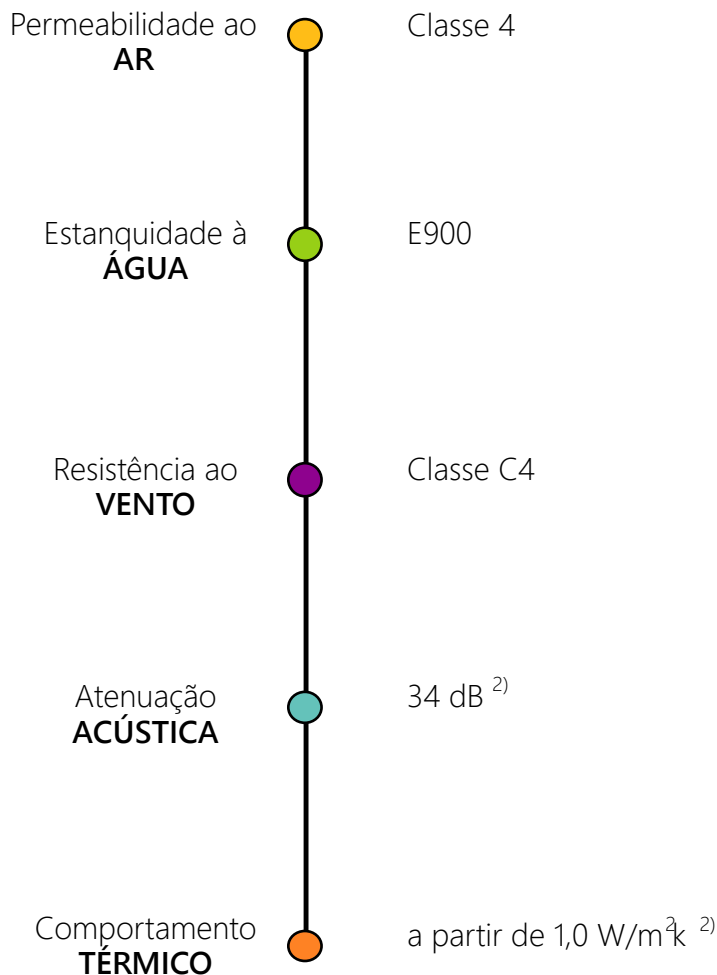 Permeabilidade ao
AR
Classe 4
Estanquidade à
ÁGUA
E900
Resistência ao
VENTO
Classe C4
Atenuação
ACÚSTICA
34 dB ²⁾
Comportamento
TÉRMICO
a partir de 1,0 W/m²k ²⁾